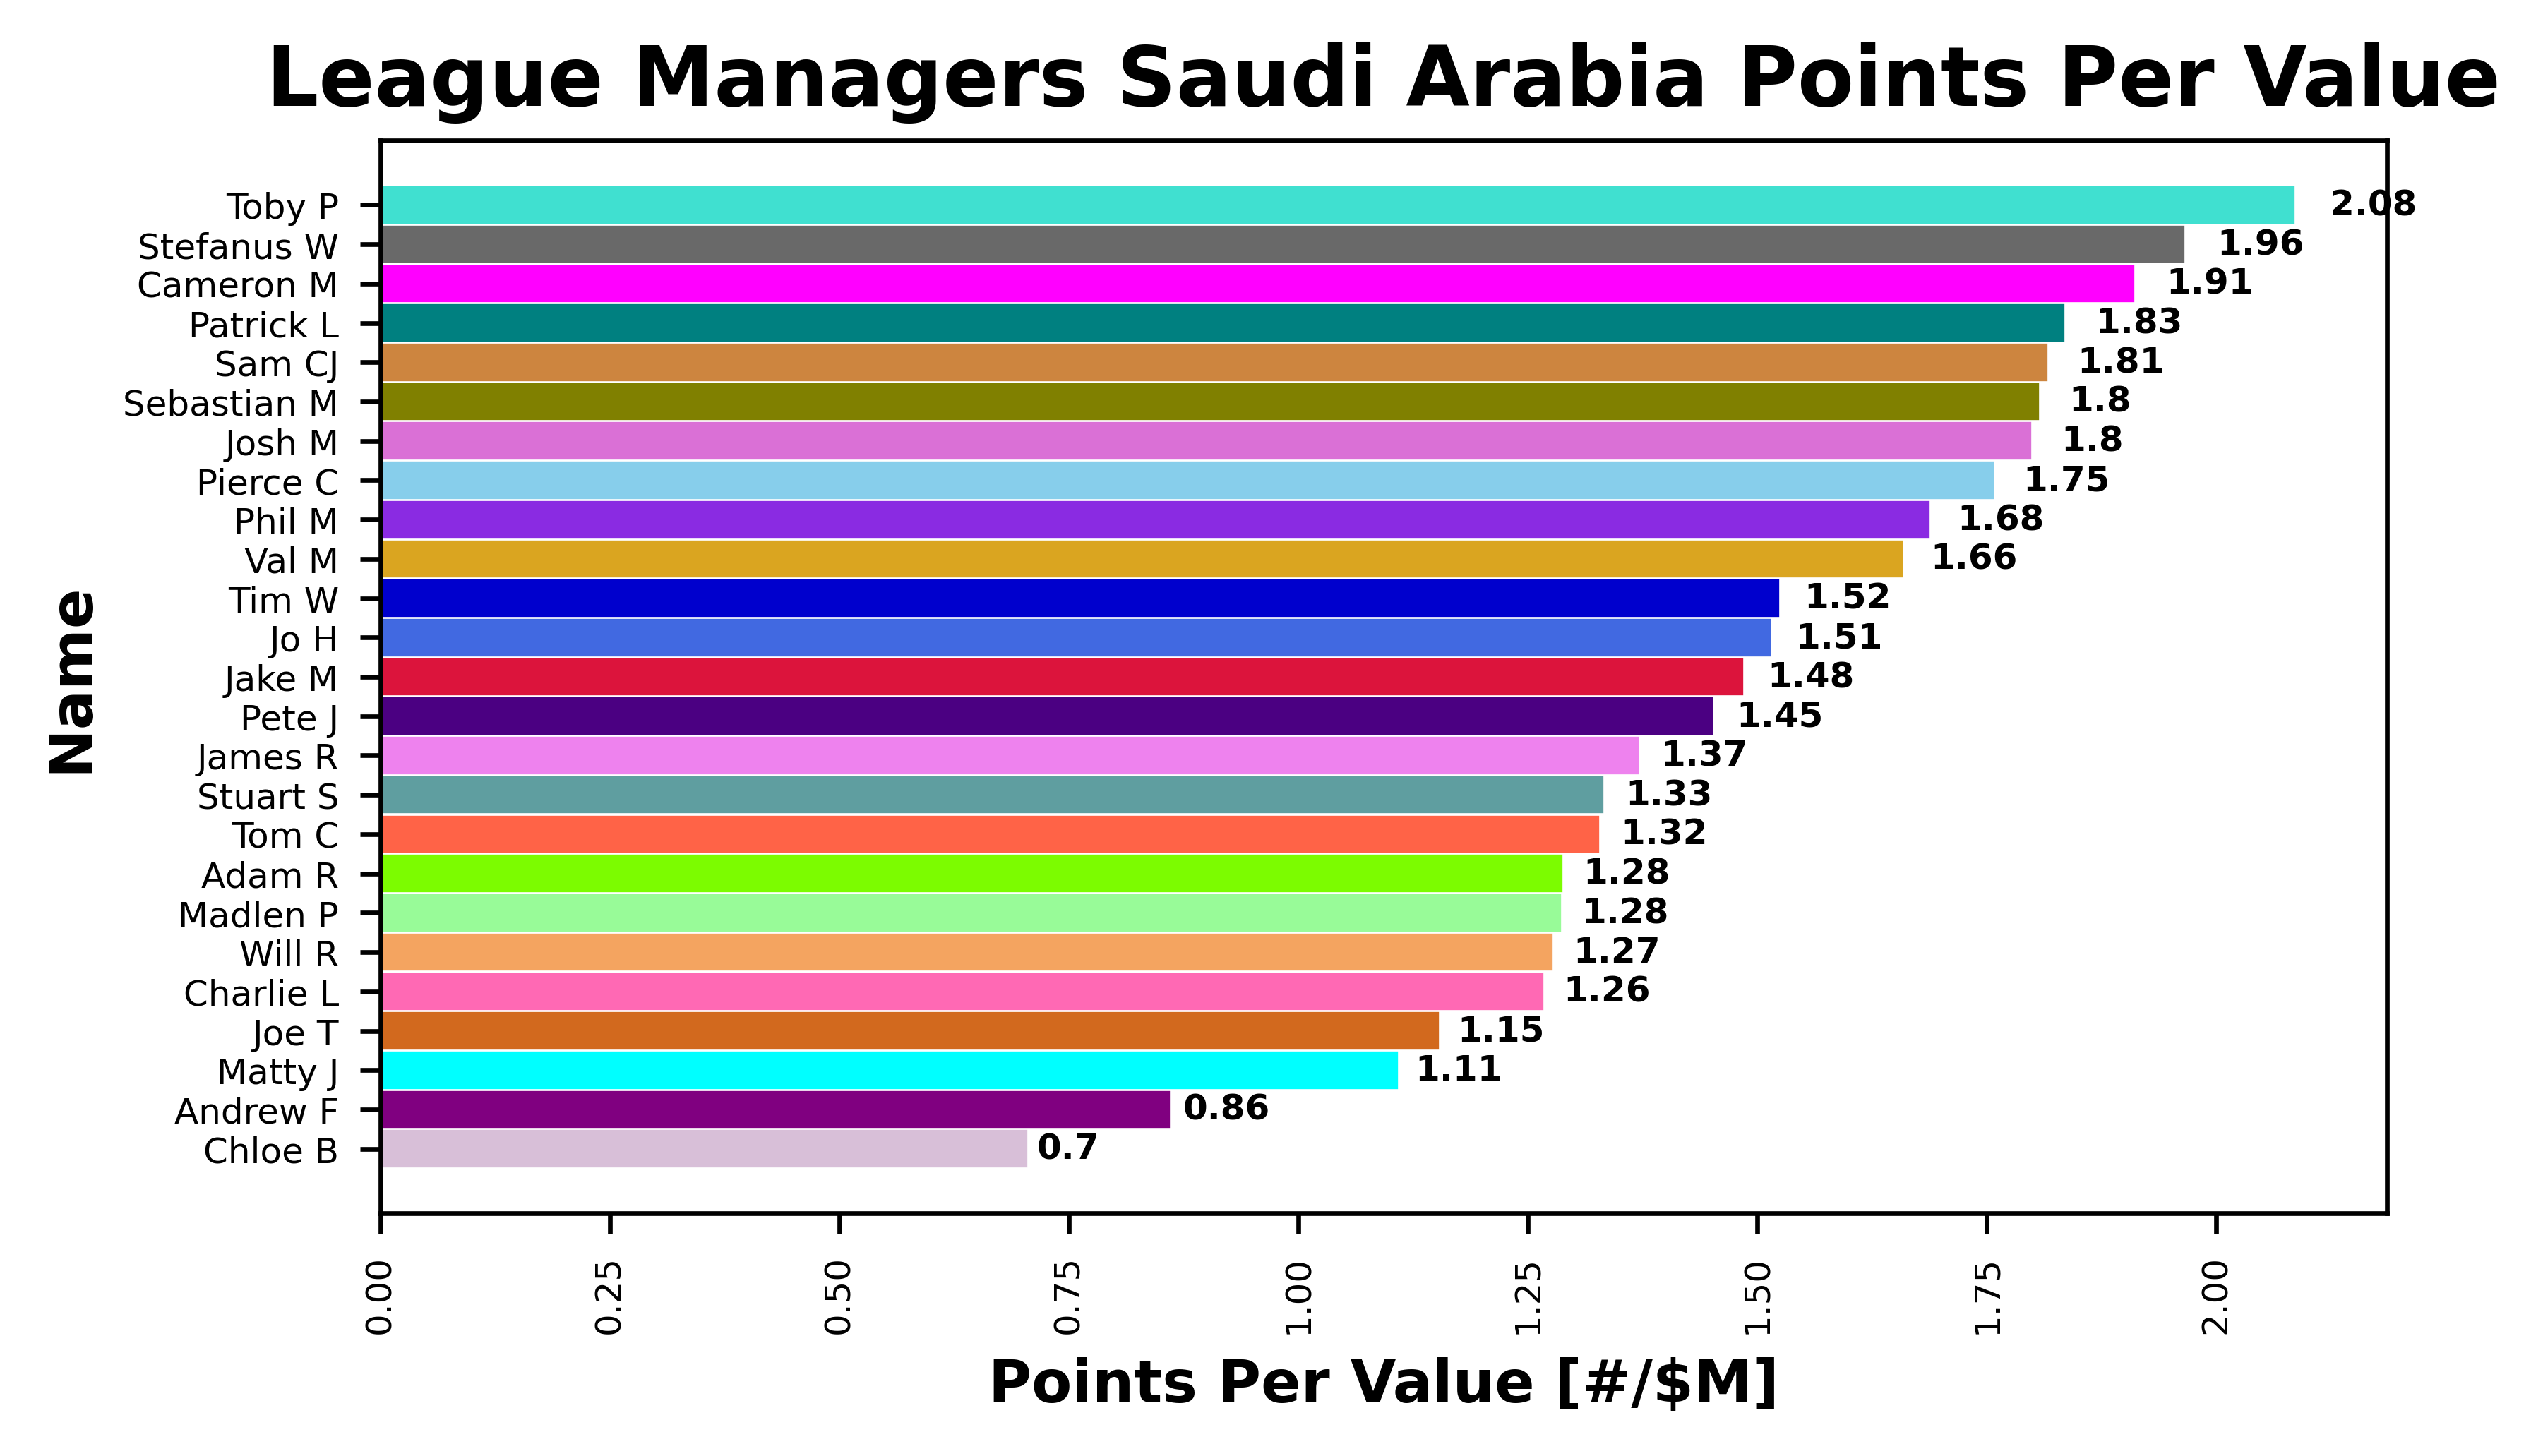 League Managers Saudi Arabia Points Per Value
Name
Toby P 2.08
Stefanus W 1.96
Cameron M 1.91
Patrick L 1.83
Sam CJ 1.81
Sebastian M 1.8
Josh M 1.8
Pierce C 1.75
Phil M 1.68
Val M 1.66
Tim W 1.52
Jo H 1.51
Jake M 1.48
Pete J 1.45
James R 1.37
Stuart S 1.33
Tom C 1.32
Adam R 1.28
Madlen P 1.28
Will R 1.27
Charlie L 1.26
Joe T 1.15
Matty J 1.11
Andrew F 0.86
Chloe B 0.7
0.00 0.25 0.50 0.75 1.00 1.25 1.50 1.75 2.00
Points Per Value [#/$M]